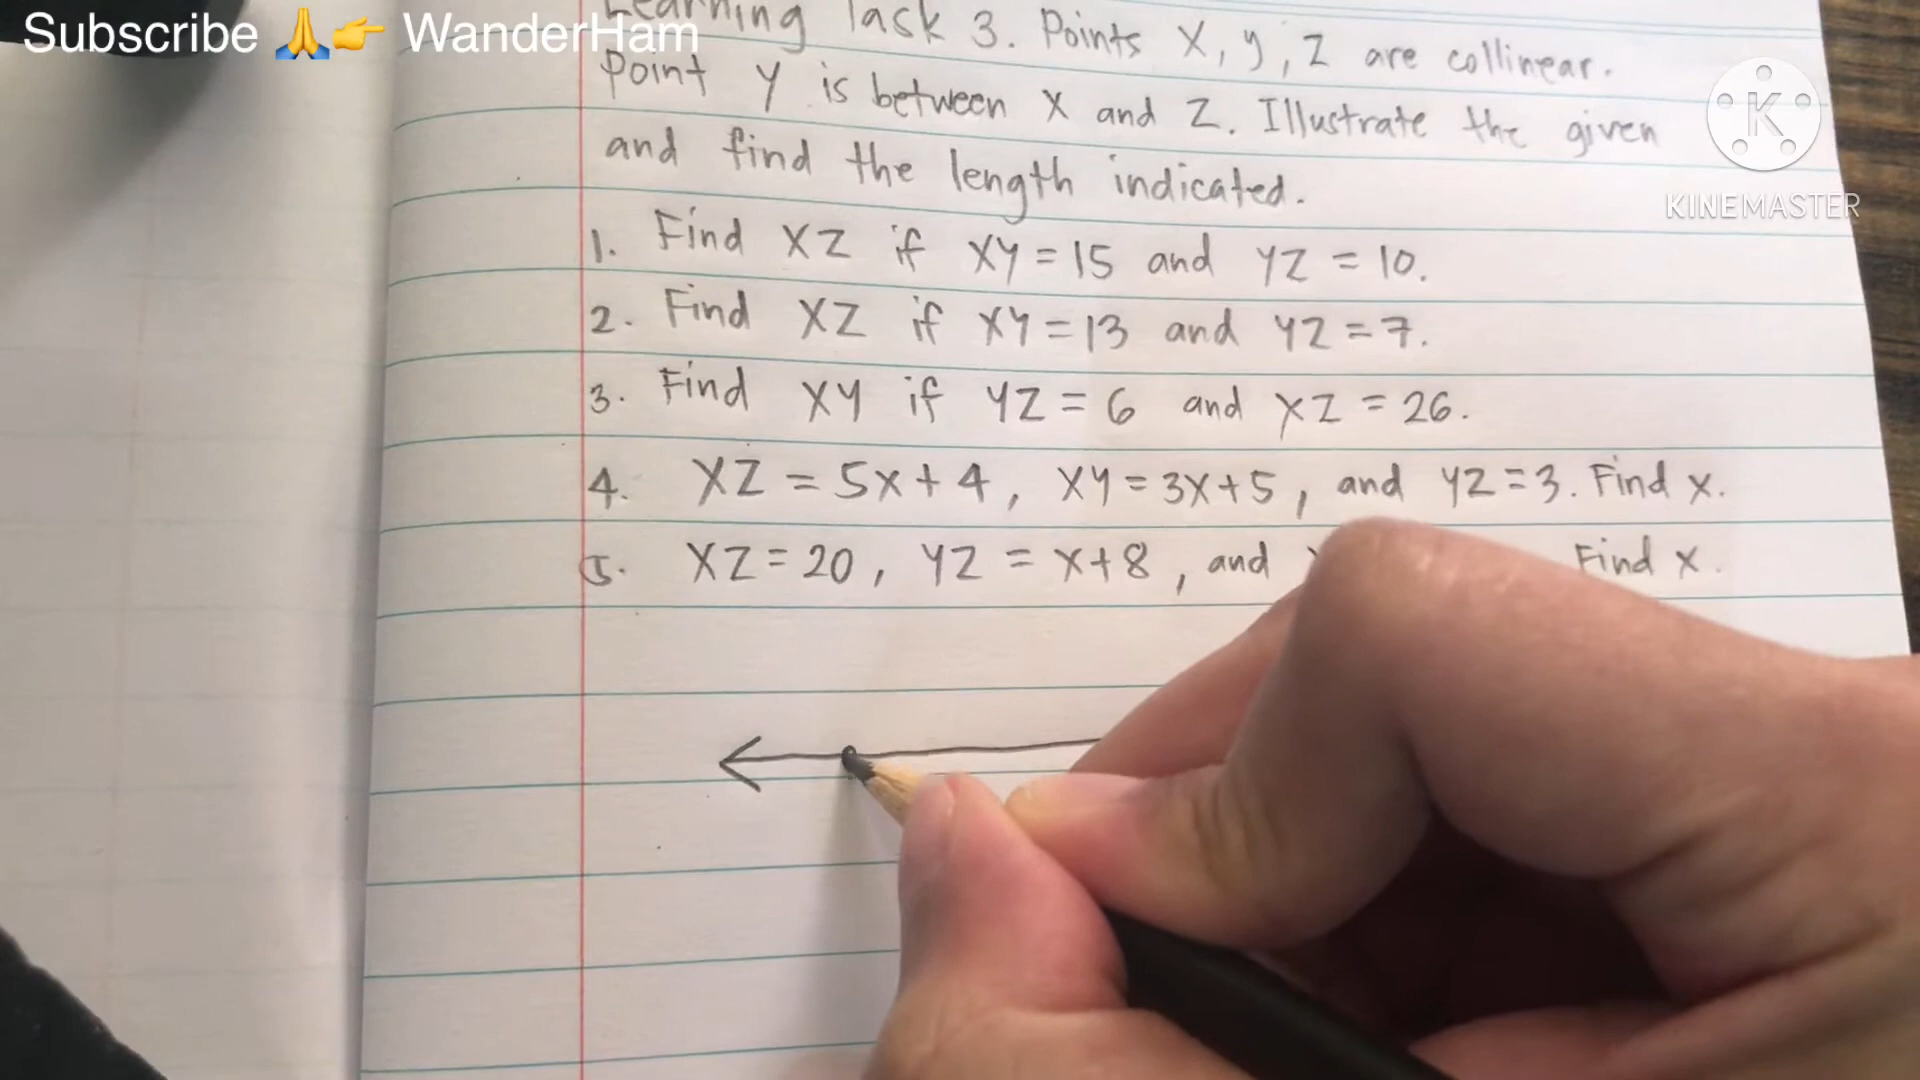 Subscribe 🙏👉 WanderHam
Learning Task 3. Points X, Y, Z are collinear.
Point Y is between X and Z. Illustrate the given
and find the length indicated.
1. Find XZ if XY = 15 and YZ = 10.
2. Find XZ if XY = 13 and YZ = 7.
3. Find XY if YZ = 6 and XZ = 26.
4. XZ = 5x + 4, XY = 3x + 5, and YZ = 3. Find x.
5. XZ = 20, YZ = x + 8, and Find x.
K
KINEMASTER